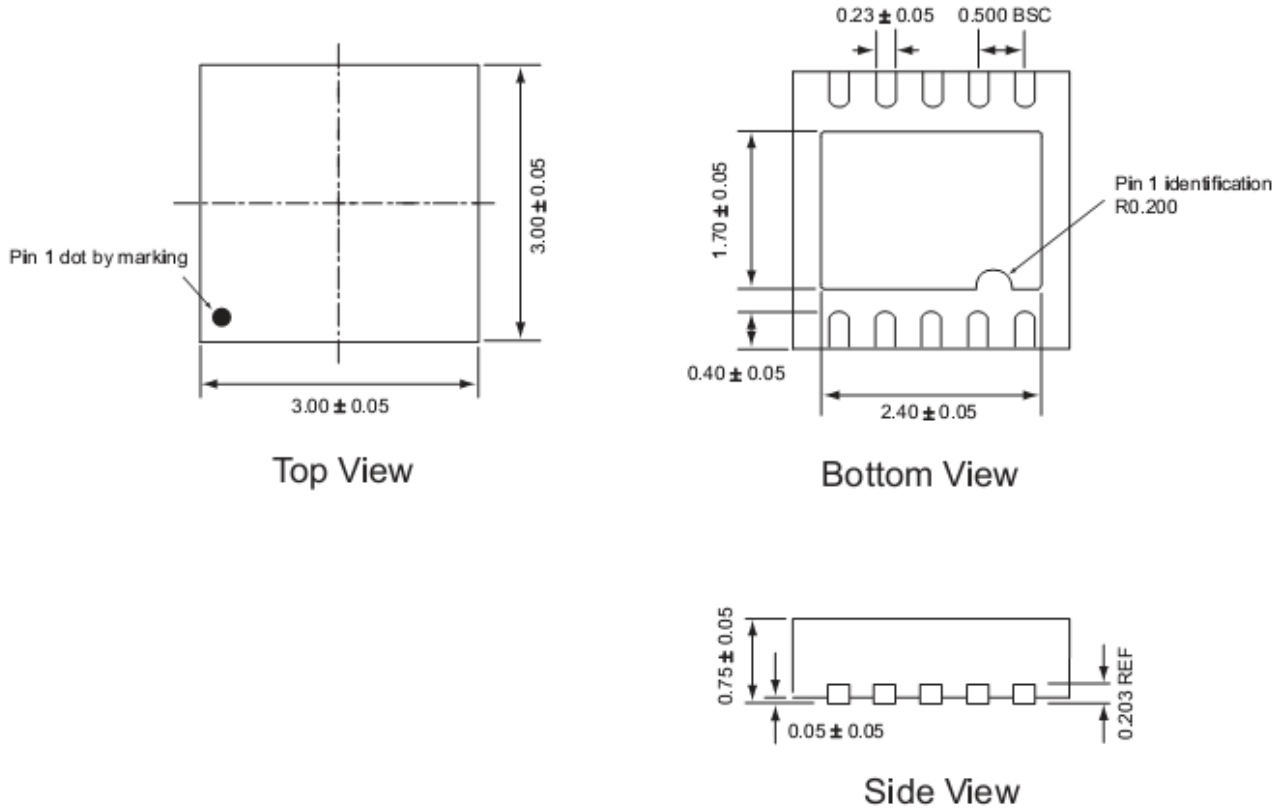 0.23 ± 0.05
0.500 BSC
3.00 ± 0.05
Pin 1 dot by marking
3.00 ± 0.05
Top View
1.70 ± 0.05
Pin 1 identification
R0.200
0.40 ± 0.05
2.40 ± 0.05
Bottom View
0.75 ± 0.05
0.05 ± 0.05
0.203 REF
Side View